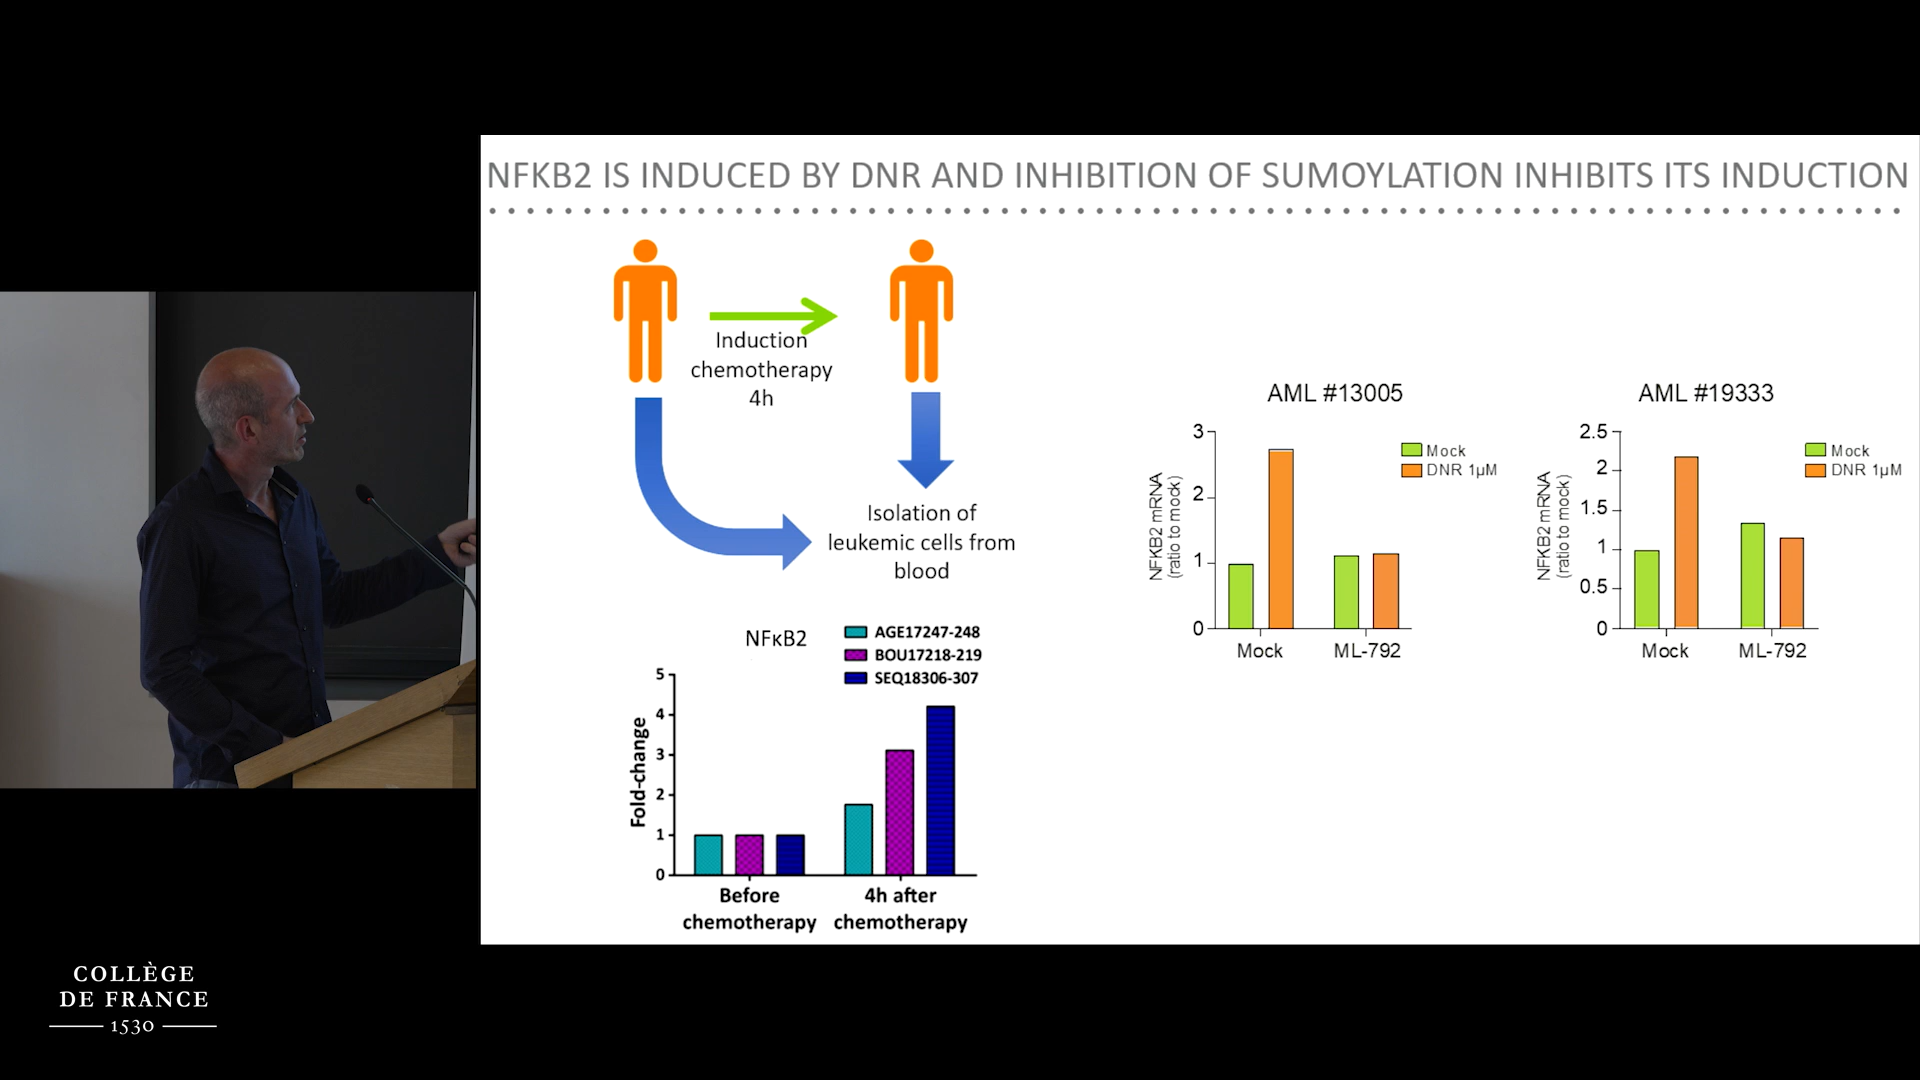 NFKB2 IS INDUCED BY DNR AND INHIBITION OF SUMOYLATION INHIBITS ITS INDUCTION
Induction
chemotherapy
4h
Isolation of
leukemic cells from
blood
NFκB2
AGE17247-248
BOU17218-219
SEQ18306-307
Fold-change
5
4
3
2
1
0
Before
chemotherapy
4h after
chemotherapy
AML #13005
NFKB2 mRNA
(ratio to mock)
3
2
1
0
Mock
DNR 1µM
Mock
ML-792
AML #19333
NFKB2 mRNA
(ratio to mock)
2.5
2
1.5
1
0.5
0
Mock
DNR 1µM
Mock
ML-792
COLLÈGE
DE FRANCE
1530